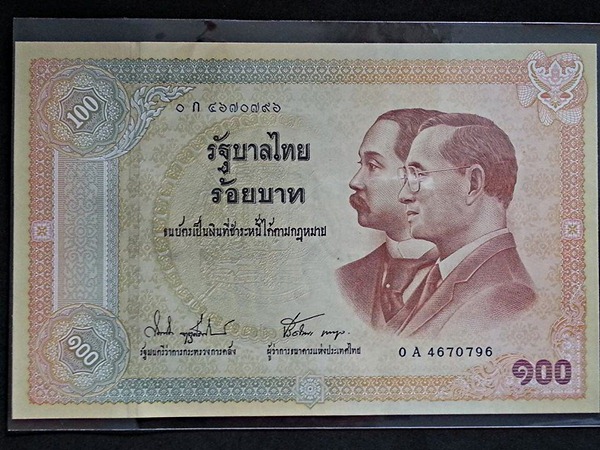 100
๐ ก ๔๖๗๐๗๙๖
รัฐบาลไทย
ร้อยบาท
ธนบัตรเป็นเงินที่ชำระหนี้ได้ตามกฎหมาย
รัฐมนตรีว่าการกระทรวงการคลัง
ผู้ว่าการธนาคารแห่งประเทศไทย
0 A 4670796
๑๐๐
๑๐๐